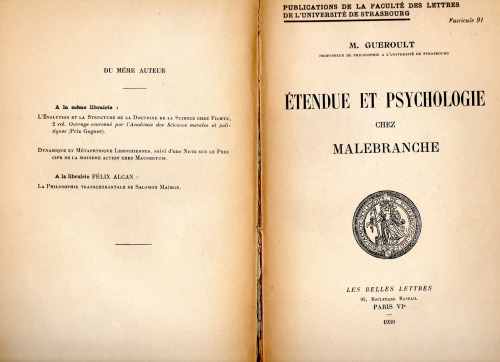 DU MÊME AUTEUR
A la même librairie :
L'Évolution et la Structure de la Doctrine de la Science chez Fichte,
2 vol. Ouvrage couronné par l'Académie des Sciences morales et poli-
tiques (Prix Gegner).
Dynamique et Métaphysique Leibniziennes, suivi d'une Note sur le Prin-
cipe de la moindre action chez Maupertuis.
A la librairie FÉLIX ALCAN :
La Philosophie transcendantale de Salomon Maïmon.
PUBLICATIONS DE LA FACULTÉ DES LETTRES
DE L'UNIVERSITÉ DE STRASBOURG
Fascicule 91
M. GUEROULT
PROFESSEUR DE PHILOSOPHIE A L'UNIVERSITÉ DE STRASBOURG
ÉTENDUE ET PSYCHOLOGIE
CHEZ
MALEBRANCHE
LES BELLES LETTRES
95, Boulevard Raspail
PARIS VIe
1939